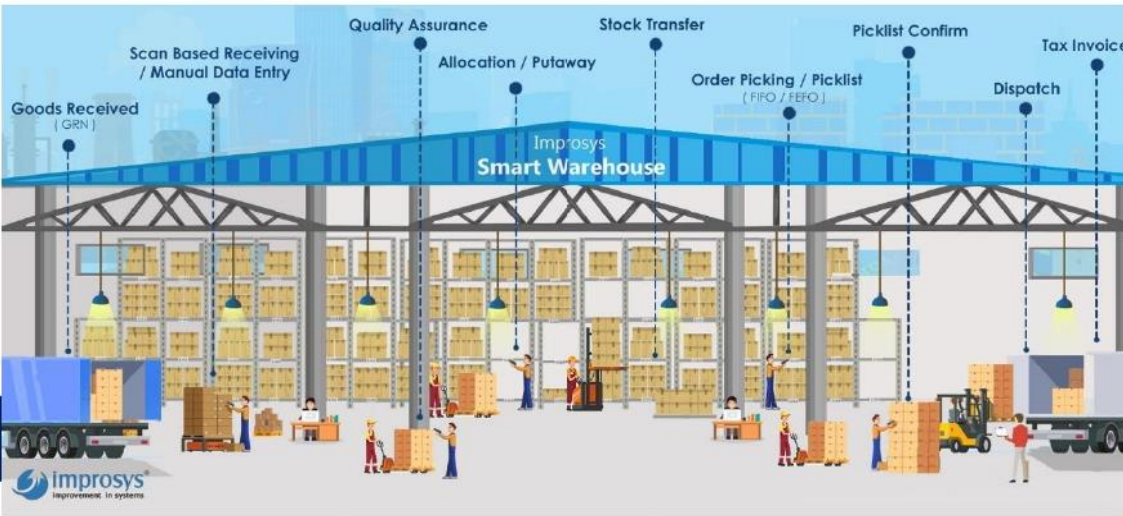 Goods Received
( GRN )
Scan Based Receiving
/ Manual Data Entry
Quality Assurance
Allocation / Putaway
Stock Transfer
Order Picking / Picklist
( FIFO / FEFO )
Picklist Confirm
Dispatch
Tax Invoice
Improsys
Smart Warehouse
improsys®
improvement in systems